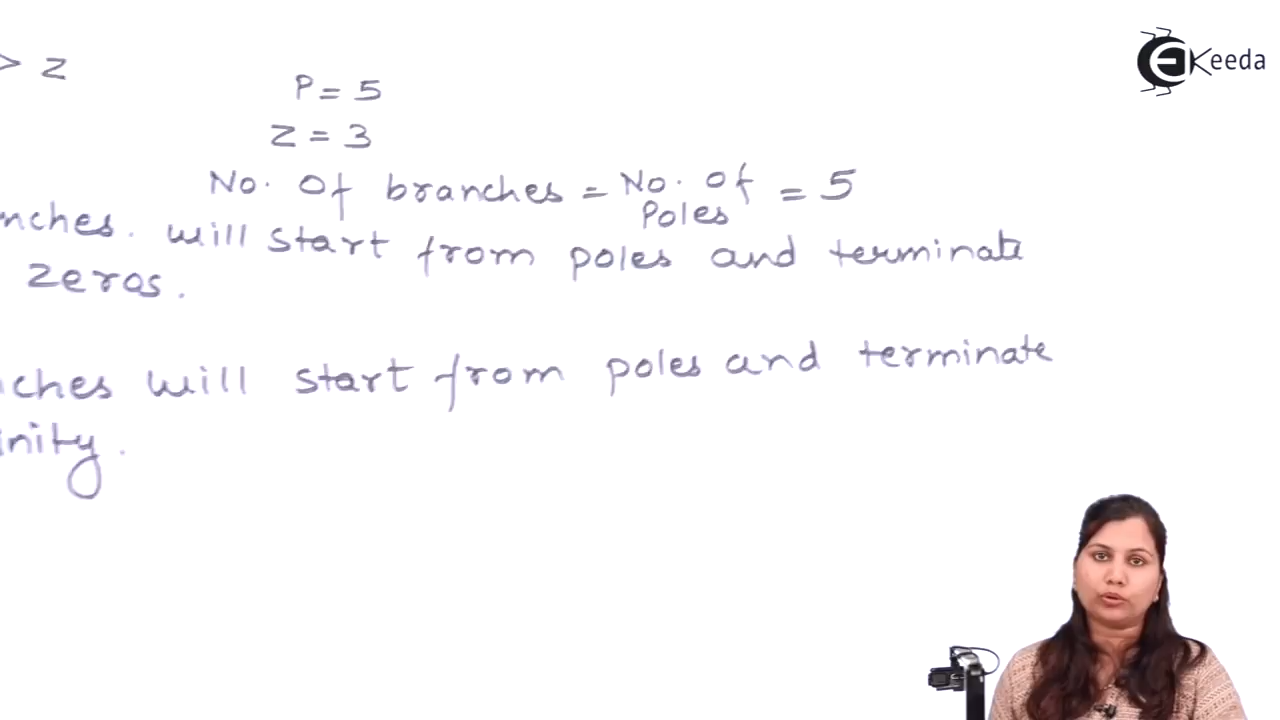 > Z
Keeda
P = 5
Z = 3
No. Of branches = No. of Poles = 5
nches. will start from poles and terminate
zeros.
ches will start from poles and terminate
inity.